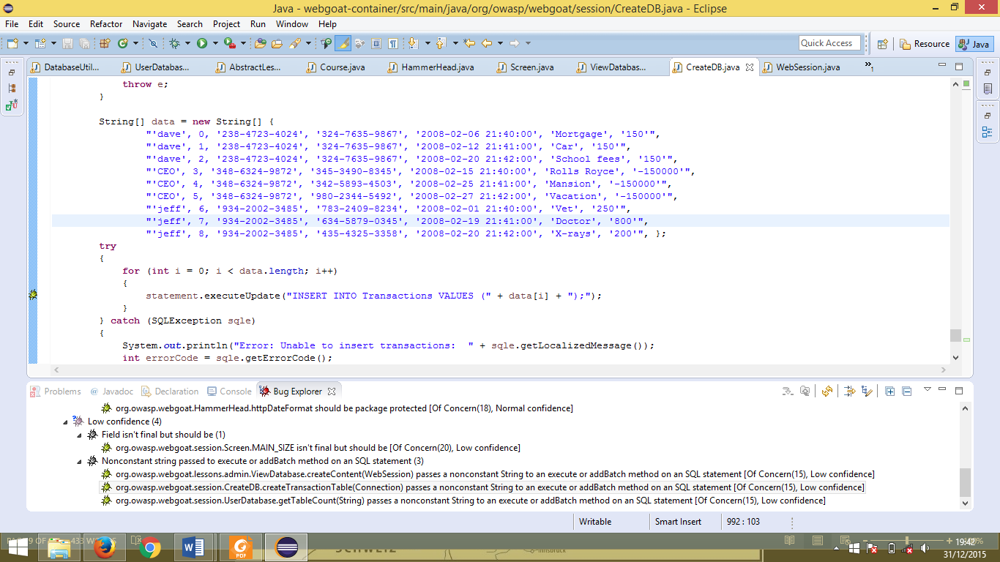 Java - webgoat-container/src/main/java/org/owasp/webgoat/session/CreateDB.java - Eclipse
File Edit Source Refactor Navigate Search Project Run Window Help
Quick Access Resource Java
DatabaseUtil... UserDatabas... AbstractLes... Course.java HammerHead.java Screen.java ViewDatabas... CreateDB.java WebSession.java »1
throw e;
}
String[] data = new String[] {
"'dave', 0, '238-4723-4024', '324-7635-9867', '2008-02-06 21:40:00', 'Mortgage', '150'",
"'dave', 1, '238-4723-4024', '324-7635-9867', '2008-02-12 21:41:00', 'Car', '150'",
"'dave', 2, '238-4723-4024', '324-7635-9867', '2008-02-20 21:42:00', 'School fees', '150'",
"'CEO', 3, '348-6324-9872', '345-3490-8345', '2008-02-15 21:40:00', 'Rolls Royce', '-150000'",
"'CEO', 4, '348-6324-9872', '342-5893-4503', '2008-02-25 21:41:00', 'Mansion', '-150000'",
"'CEO', 5, '348-6324-9872', '980-2344-5492', '2008-02-27 21:42:00', 'Vacation', '-150000'",
"'jeff', 6, '934-2002-3485', '783-2409-8234', '2008-02-01 21:40:00', 'Vet', '250'",
"'jeff', 7, '934-2002-3485', '634-5879-0345', '2008-02-19 21:41:00', 'Doctor', '800'",
"'jeff', 8, '934-2002-3485', '435-4325-3358', '2008-02-20 21:42:00', 'X-rays', '200'", };
try
{
for (int i = 0; i < data.length; i++)
{
statement.executeUpdate("INSERT INTO Transactions VALUES (" + data[i] + ");");
}
} catch (SQLException sqle)
{
System.out.println("Error: Unable to insert transactions:  " + sqle.getLocalizedMessage());
int errorCode = sqle.getErrorCode();
Problems @ Javadoc Declaration Console Bug Explorer
org.owasp.webgoat.HammerHead.httpDateFormat should be package protected [Of Concern(18), Normal confidence]
Low confidence (4)
Field isn't final but should be (1)
org.owasp.webgoat.session.Screen.MAIN_SIZE isn't final but should be [Of Concern(20), Low confidence]
Nonconstant string passed to execute or addBatch method on an SQL statement (3)
org.owasp.webgoat.lessons.admin.ViewDatabase.createContent(WebSession) passes a nonconstant String to an execute or addBatch method on an SQL statement [Of Concern(15), Low confidence]
org.owasp.webgoat.session.CreateDB.createTransactionTable(Connection) passes a nonconstant String to an execute or addBatch method on an SQL statement [Of Concern(15), Low confidence]
org.owasp.webgoat.session.UserDatabase.getTableCount(String) passes a nonconstant String to an execute or addBatch method on an SQL statement [Of Concern(15), Low confidence]
Writable Smart Insert 992 : 103
PDF
SCHWEIZ
Innsbruck
19:42
31/12/2015